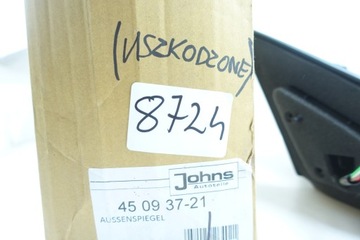 (USZKODZONE)
8724
Johns
Autoteile
45 09 37-21
AUSSENSPIEGEL